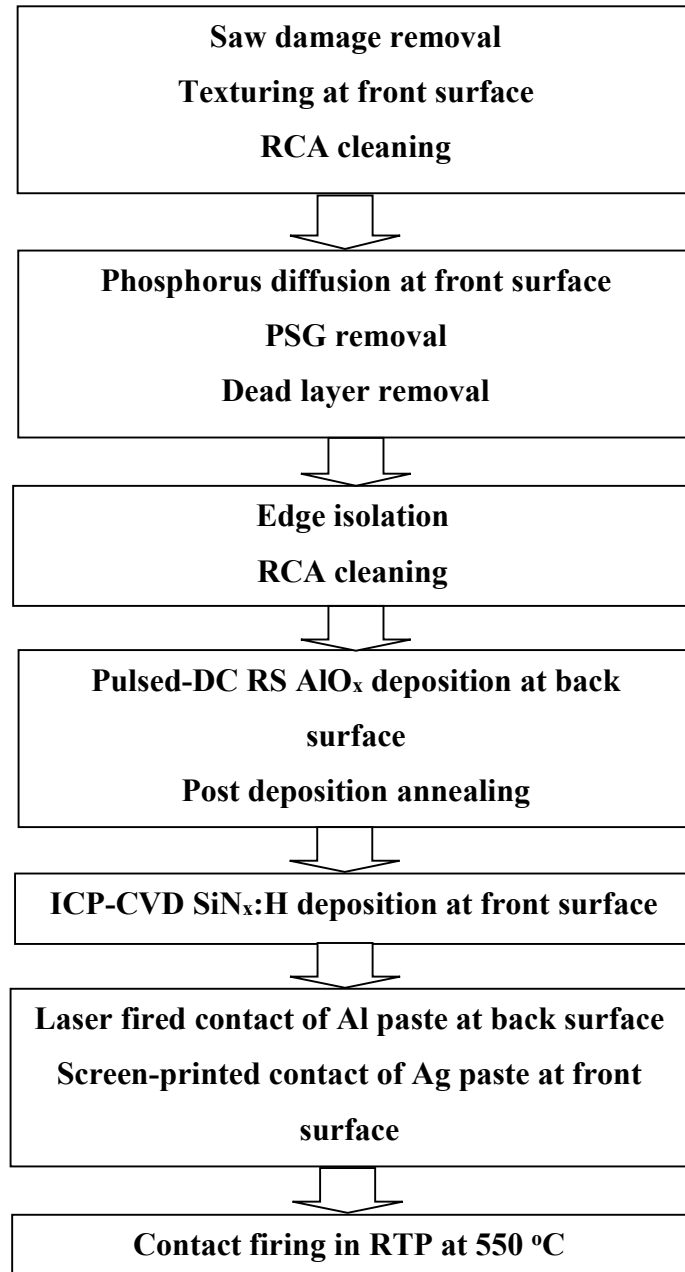 Saw damage removal
Texturing at front surface
RCA cleaning
Phosphorus diffusion at front surface
PSG removal
Dead layer removal
Edge isolation
RCA cleaning
Pulsed-DC RS AlOₓ deposition at back
surface
Post deposition annealing
ICP-CVD SiNₓ:H deposition at front surface
Laser fired contact of Al paste at back surface
Screen-printed contact of Ag paste at front
surface
Contact firing in RTP at 550 ᵒC